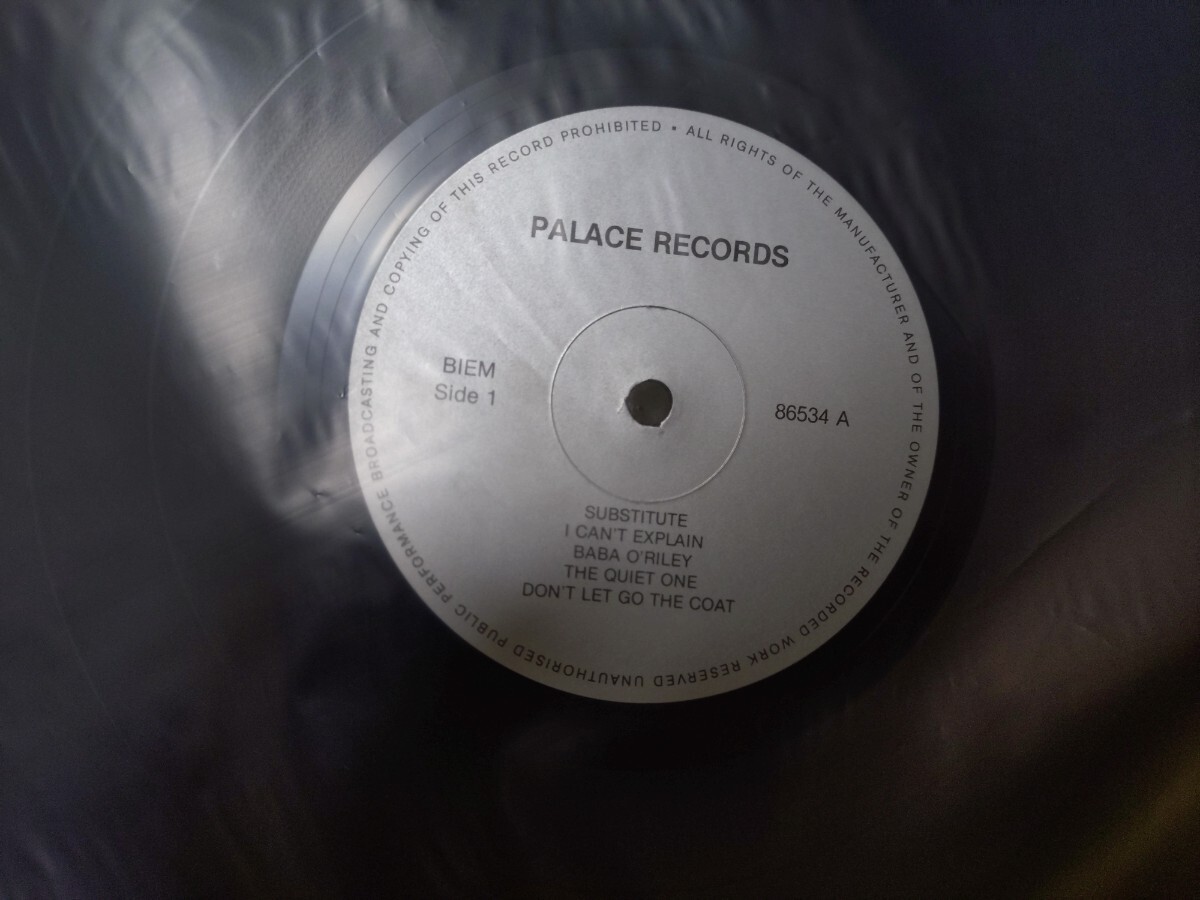 ALL RIGHTS OF THE MANUFACTURER AND OF THE OWNER OF THE RECORDED WORK RESERVED UNAUTHORISED PUBLIC PERFORMANCE BROADCASTING AND COPYING OF THIS RECORD PROHIBITED •
PALACE RECORDS
BIEM
Side 1
86534 A
SUBSTITUTE
I CAN'T EXPLAIN
BABA O'RILEY
THE QUIET ONE
DON'T LET GO THE COAT